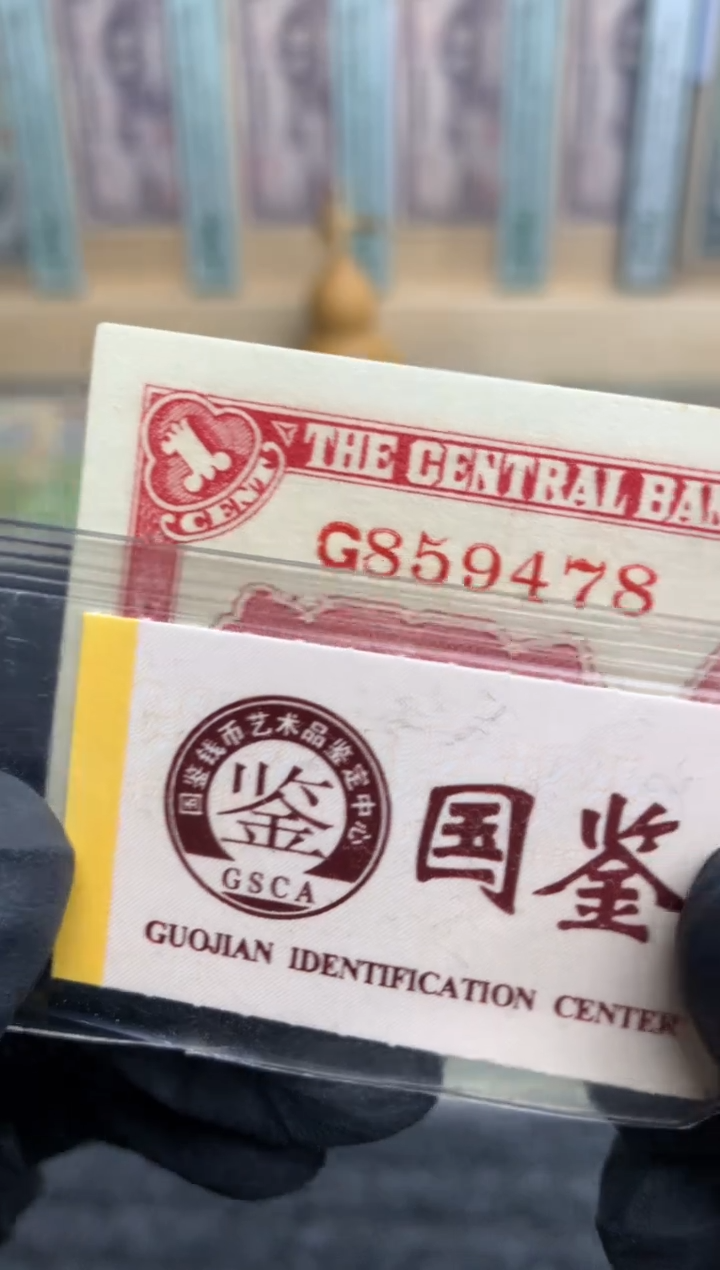 1
CENT
THE CENTRAL BAN
G859478
国鉴钱币艺术品鉴定中心
鉴
GSCA
国鉴
GUOJIAN IDENTIFICATION CENTER